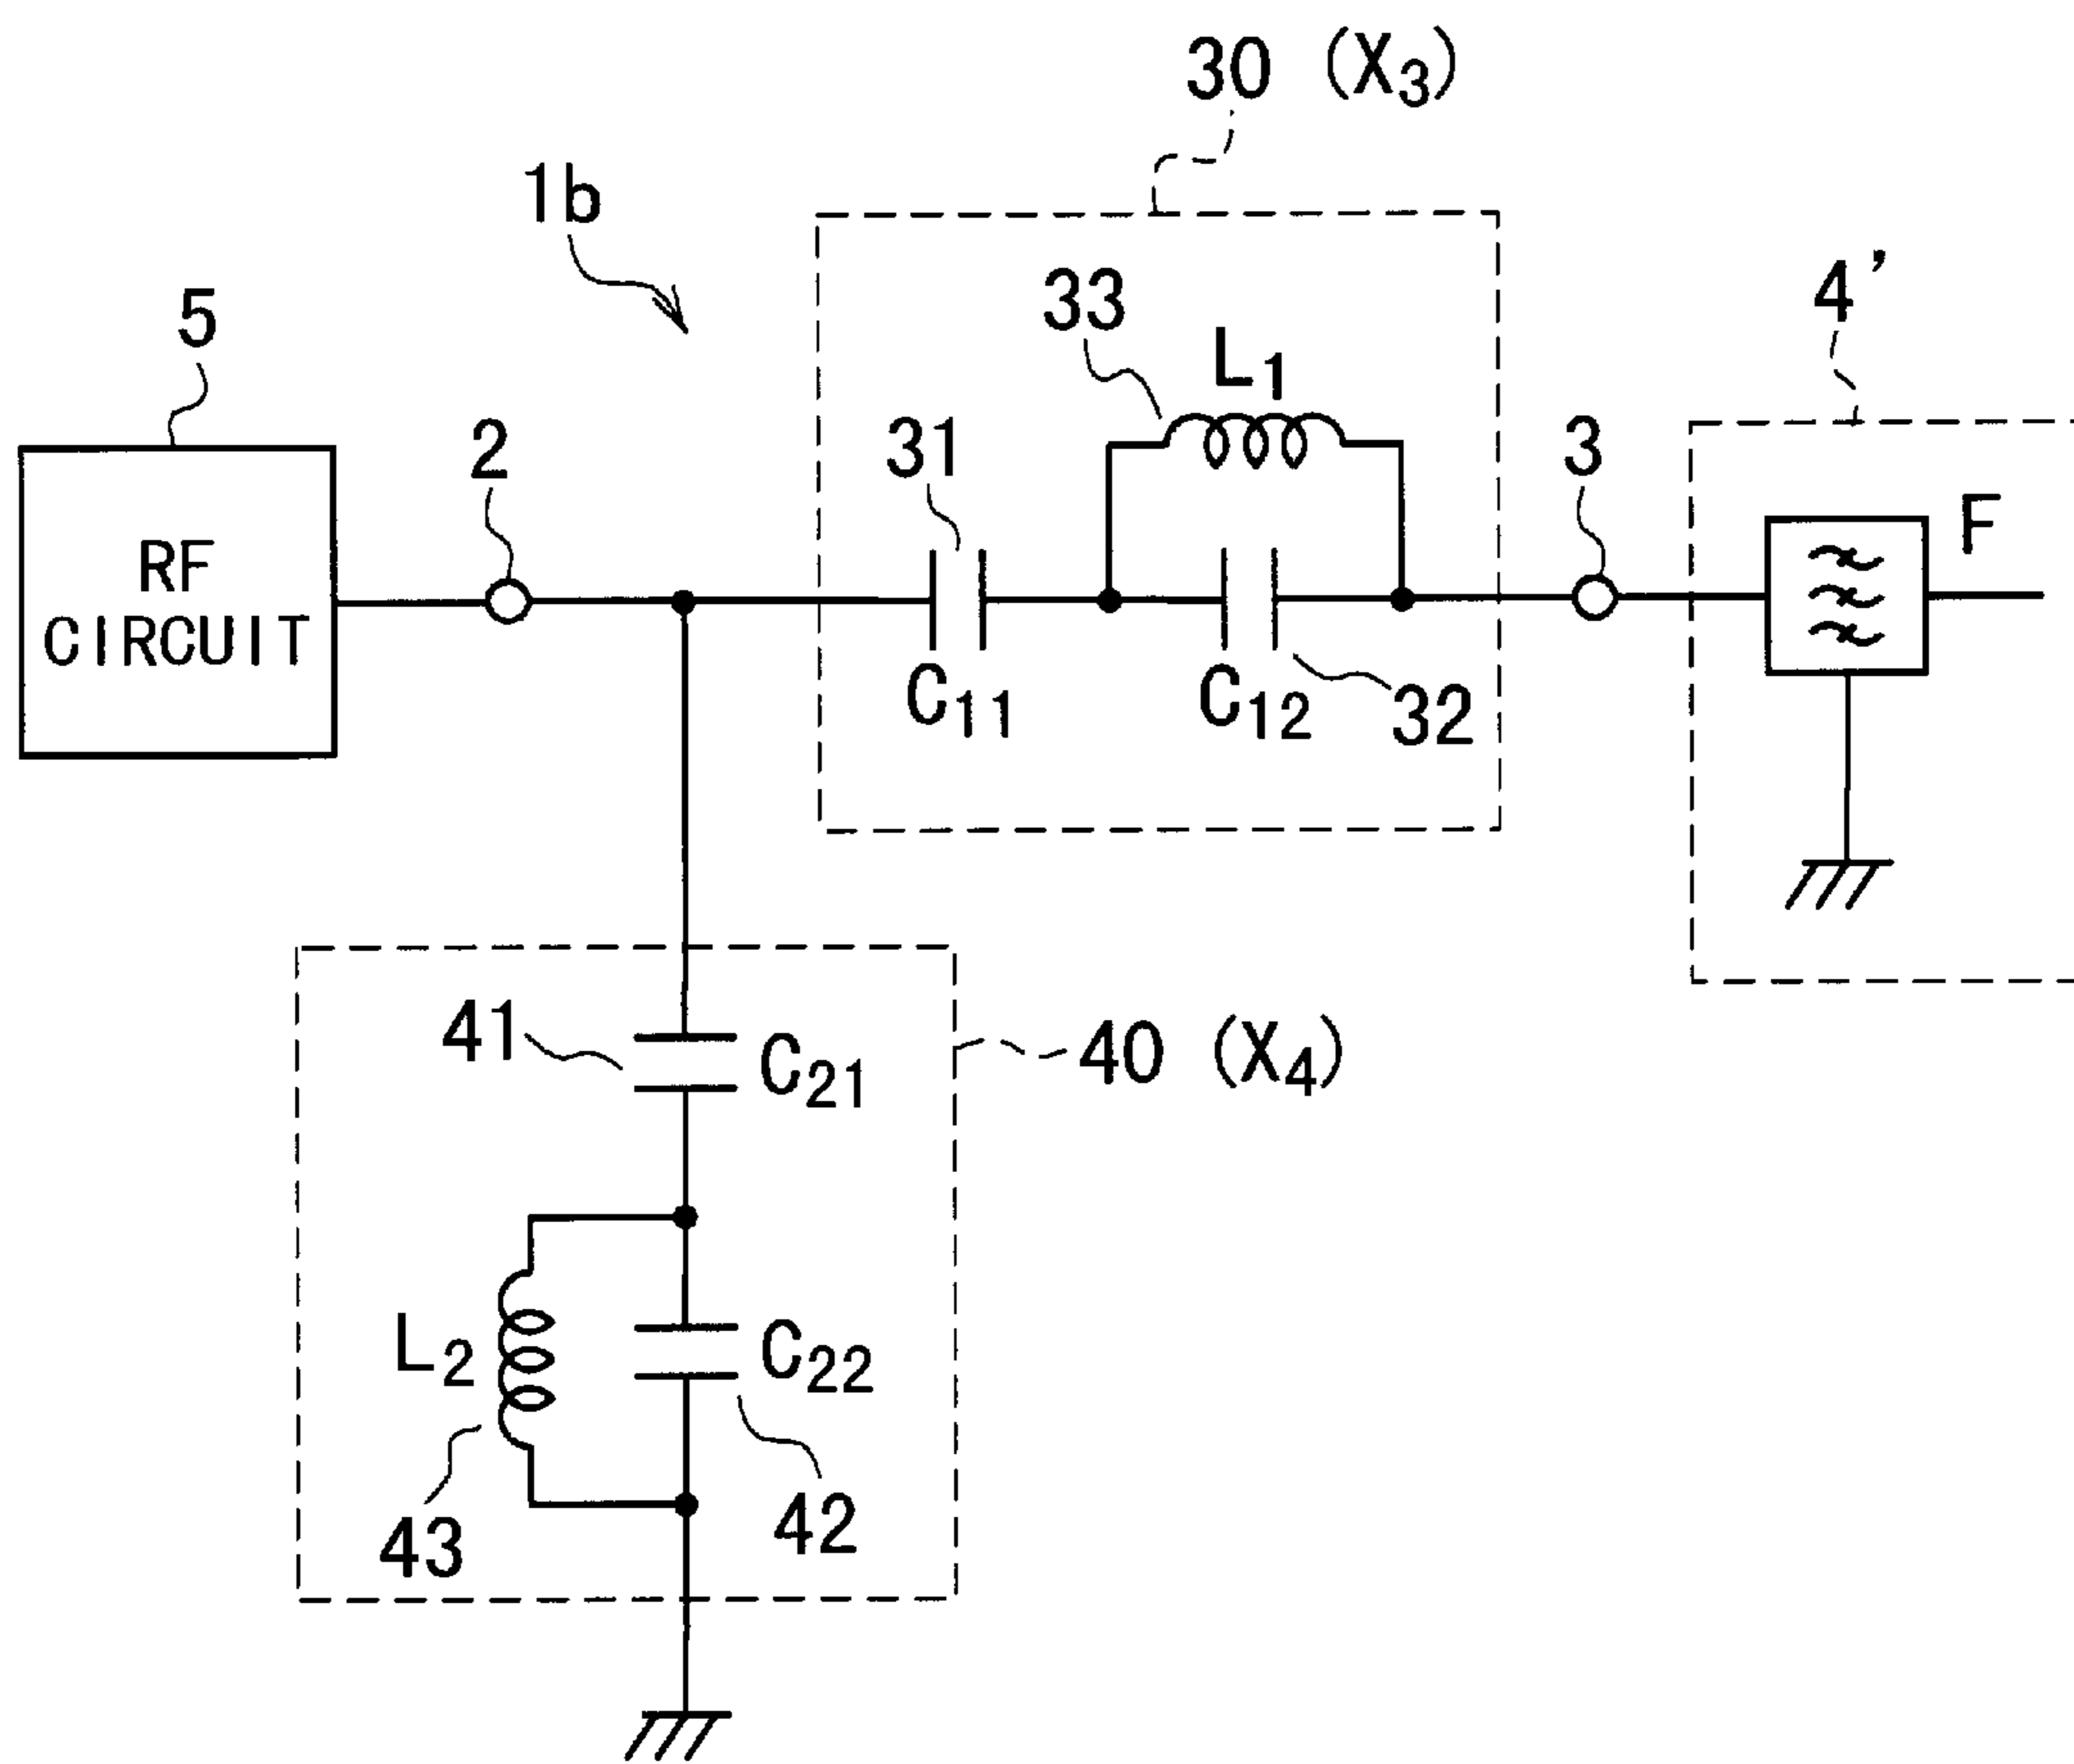 30 (X3)
1b
5
33
L1
4'
31
2
3
F
RF
CIRCUIT
C11
C12
32
41
C21
40 (X4)
L2
C22
43
42